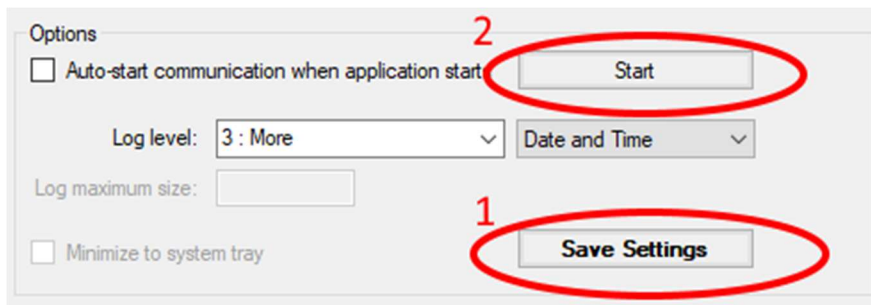 Options
2
Auto-start communication when application start
Start
Log level:
3 : More
Date and Time
Log maximum size:
1
Minimize to system tray
Save Settings